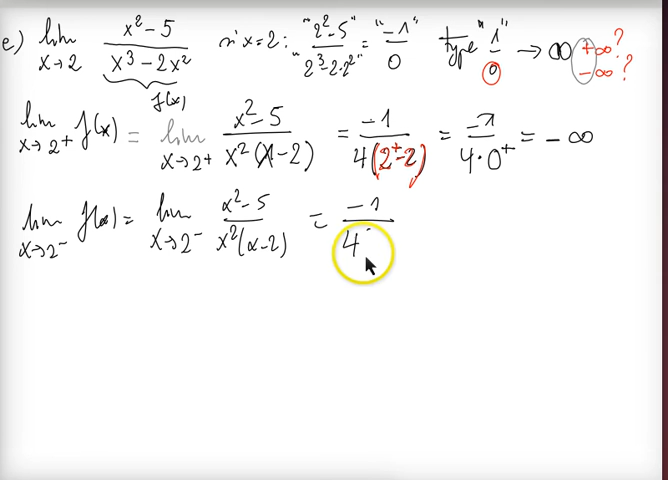 e) lim x→2 x²-5 / x³-2x² si x=2: "2²-5" / "2³-2·2²" = "-1" / 0 type "1/0" → ∞ +∞? -∞?
f(x)
lim x→2+ f(x) = lim x→2+ x²-5 / x²(x-2) = -1 / 4(2⁺-2) = -1 / 4·0⁺ = -∞
lim x→2- f(x) = lim x→2- x²-5 / x²(x-2) = -1 / 4